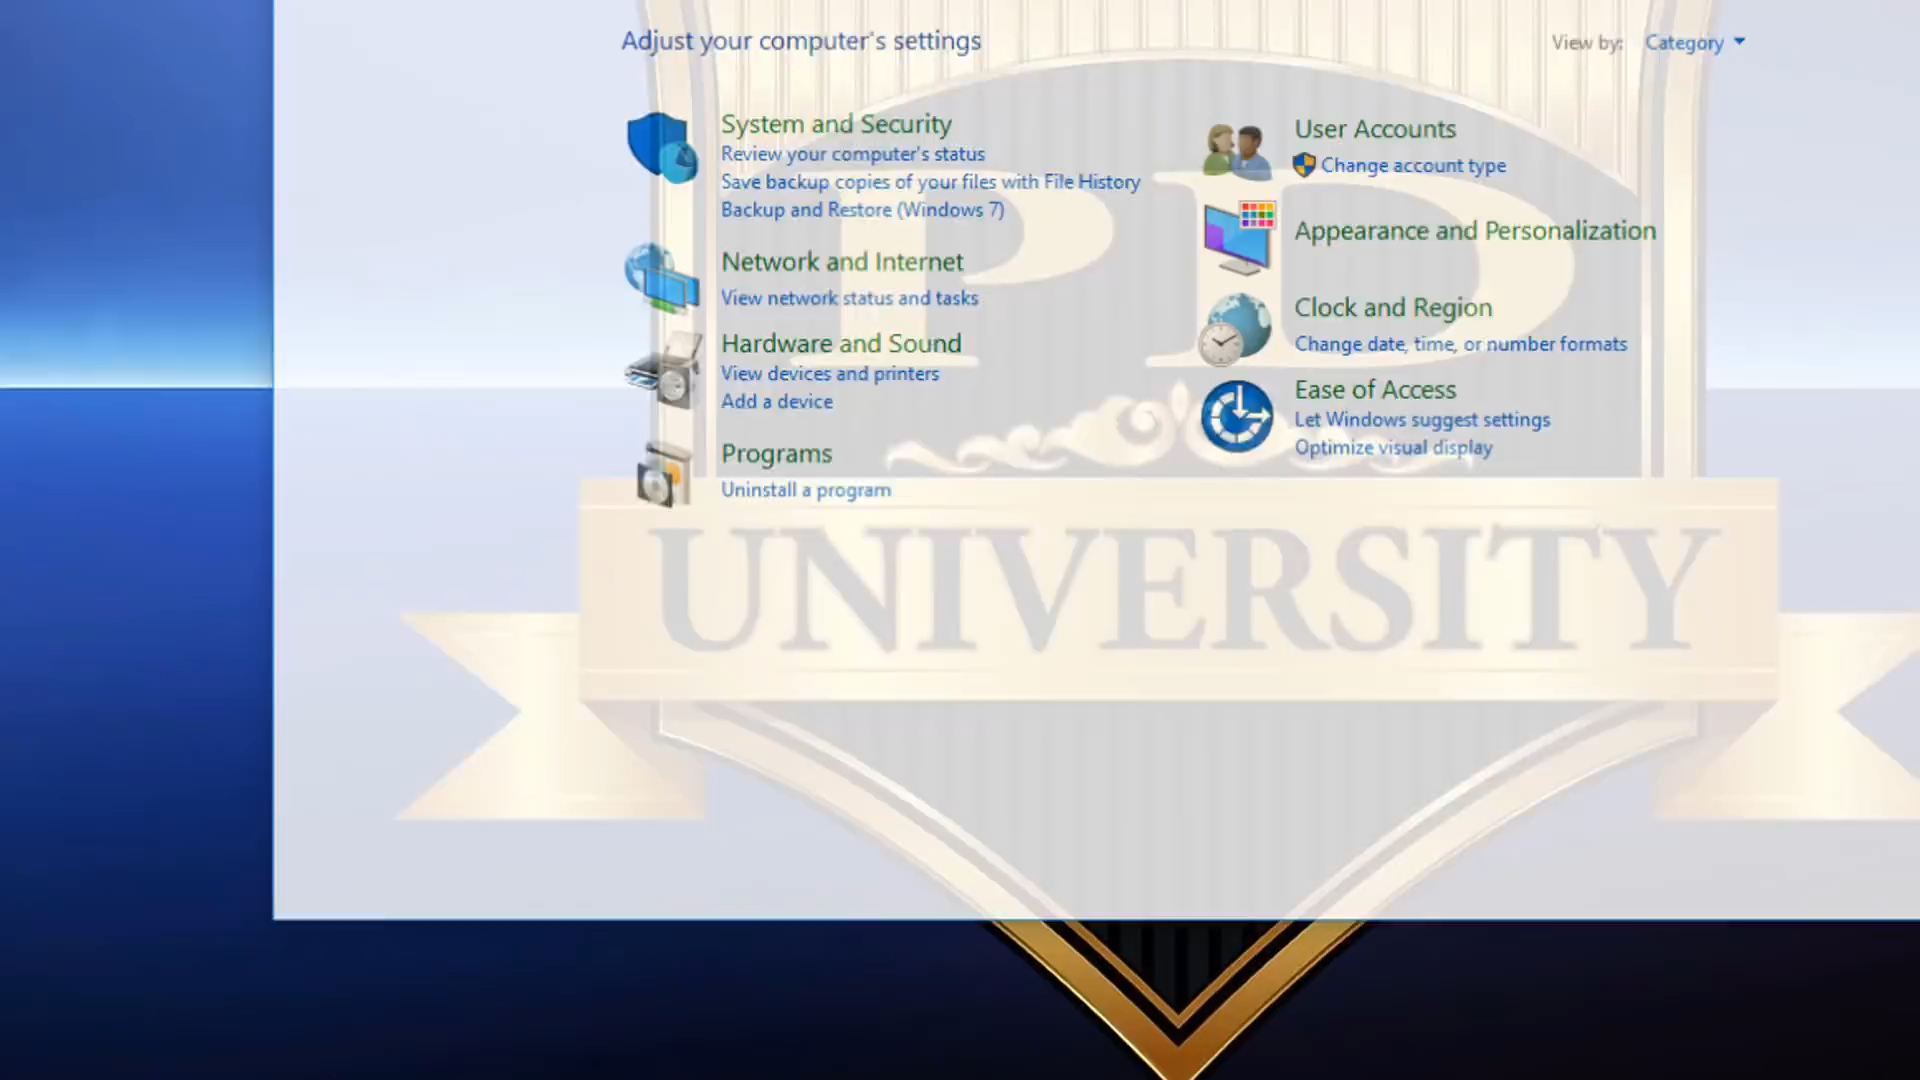 Adjust your computer's settings
View by: Category
System and Security
Review your computer's status
Save backup copies of your files with File History
Backup and Restore (Windows 7)
Network and Internet
View network status and tasks
Hardware and Sound
View devices and printers
Add a device
Programs
Uninstall a program
User Accounts
Change account type
Appearance and Personalization
Clock and Region
Change date, time, or number formats
Ease of Access
Let Windows suggest settings
Optimize visual display
PD
UNIVERSITY